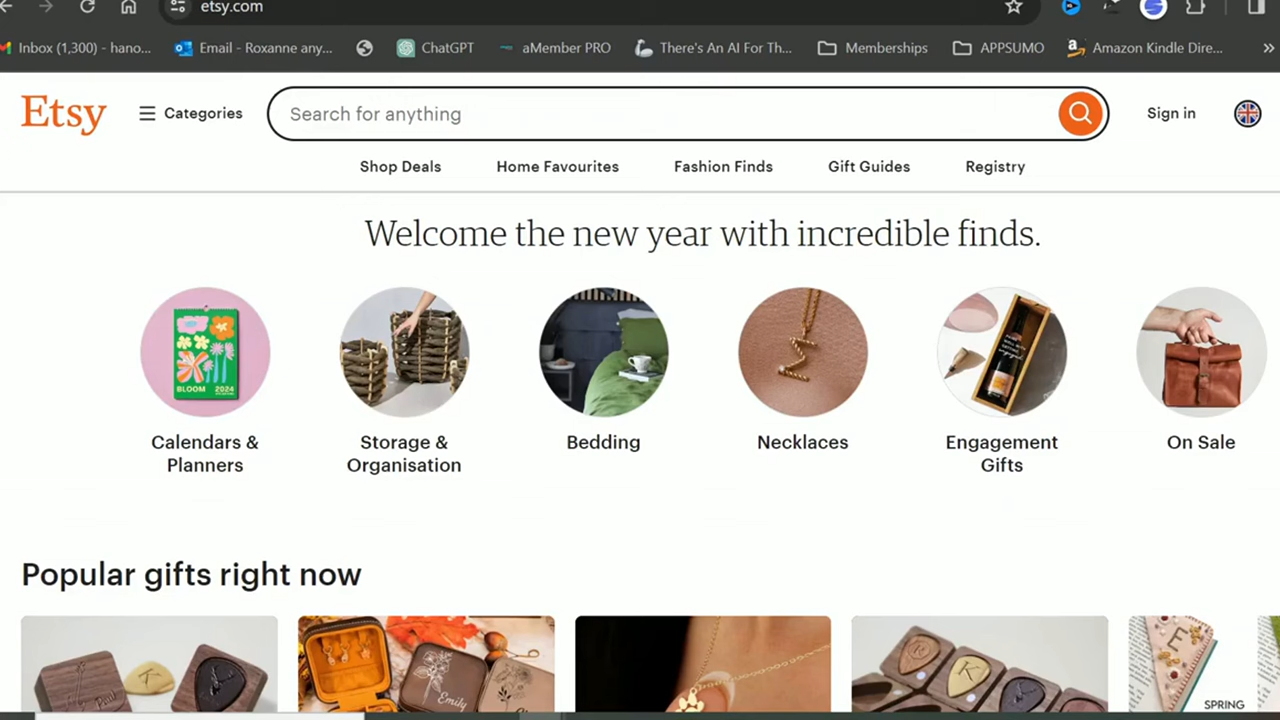 etsy.com
Inbox (1,300) - hano...
Email - Roxanne any...
ChatGPT
aMember PRO
There's An AI For Th...
Memberships
APPSUMO
Amazon Kindle Dire...
»
Etsy
Categories
Search for anything
Sign in
Shop Deals
Home Favourites
Fashion Finds
Gift Guides
Registry
Welcome the new year with incredible finds.
BLOOM 2024
M
Calendars &
Planners
Storage &
Organisation
Bedding
Necklaces
Engagement
Gifts
On Sale
Popular gifts right now
K
Emily
R
K
E
SPRING